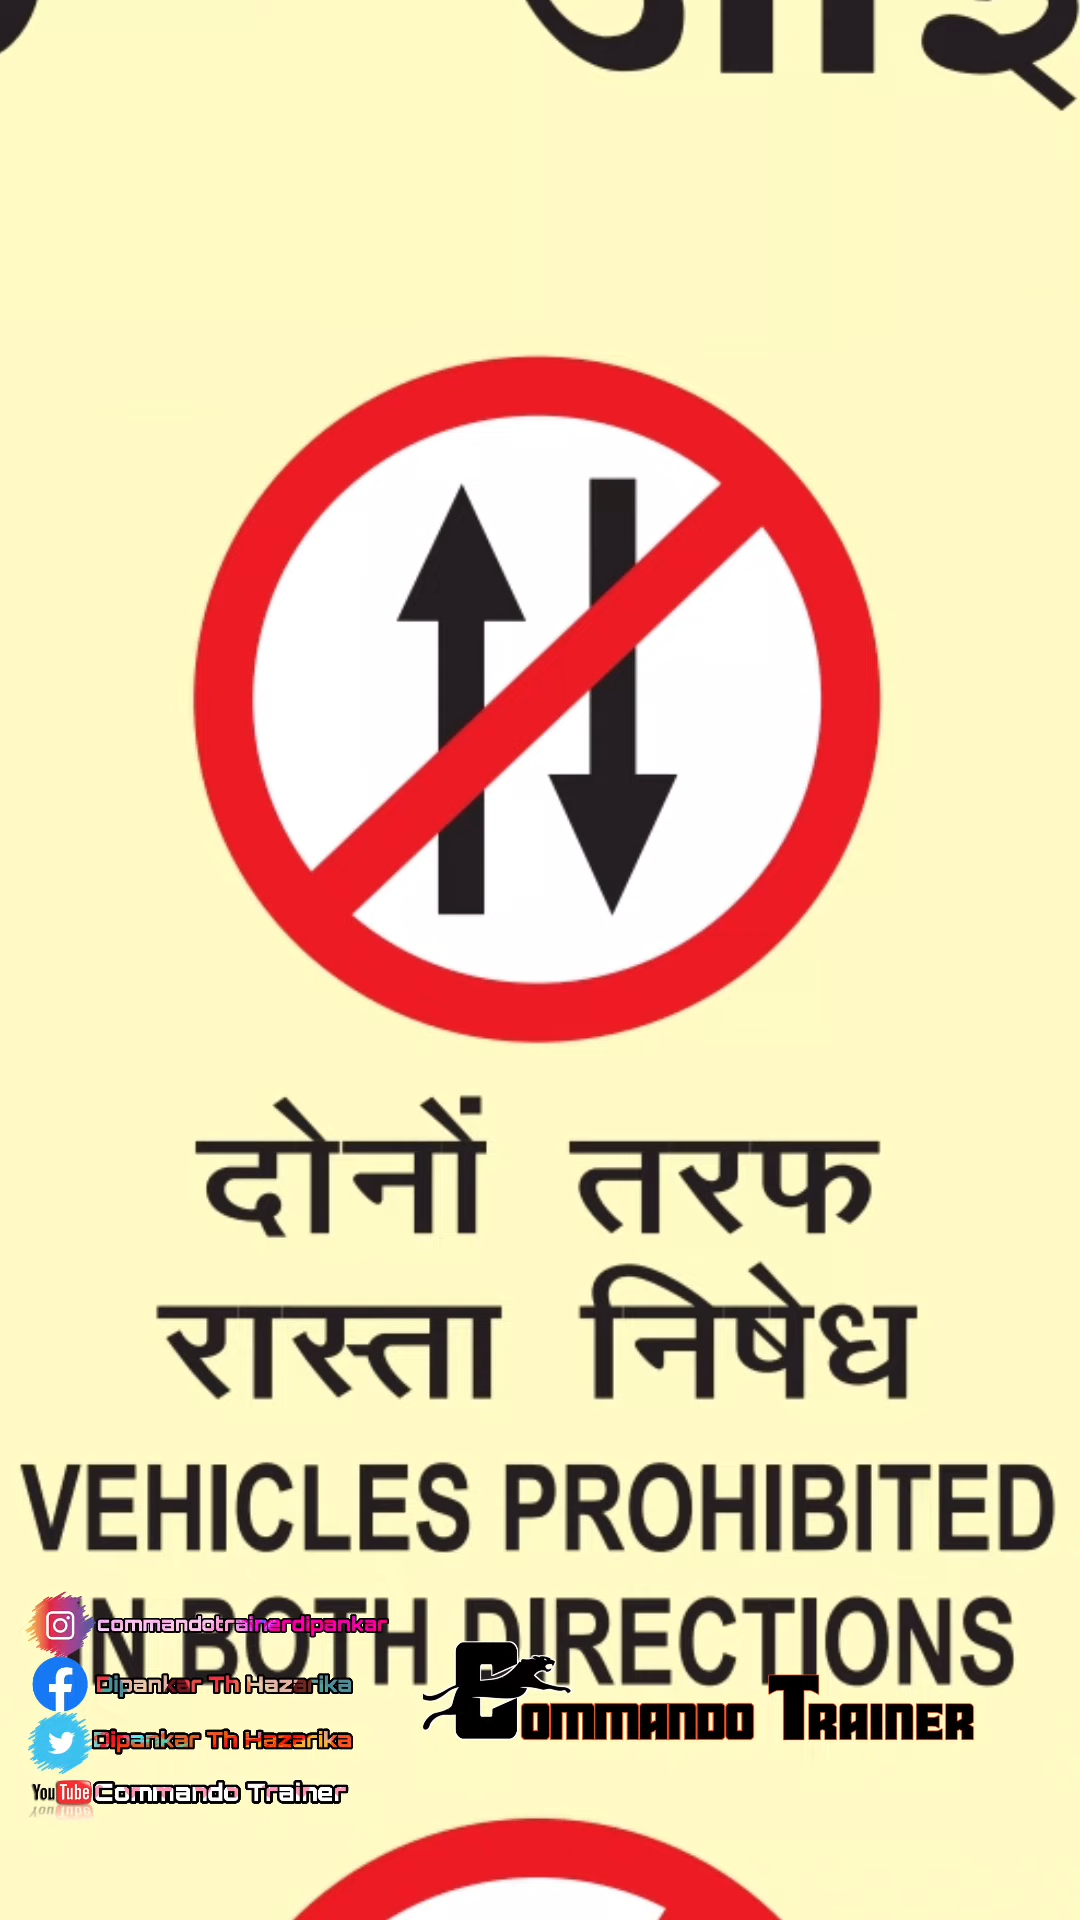 दोनों तरफ
रास्ता निषेध
VEHICLES PROHIBITED
IN BOTH DIRECTIONS
commandotrainerdipankar
Dipankar Th Hazarika
Dipankar Th Hazarika
YouTube Commando Trainer
Commando Trainer